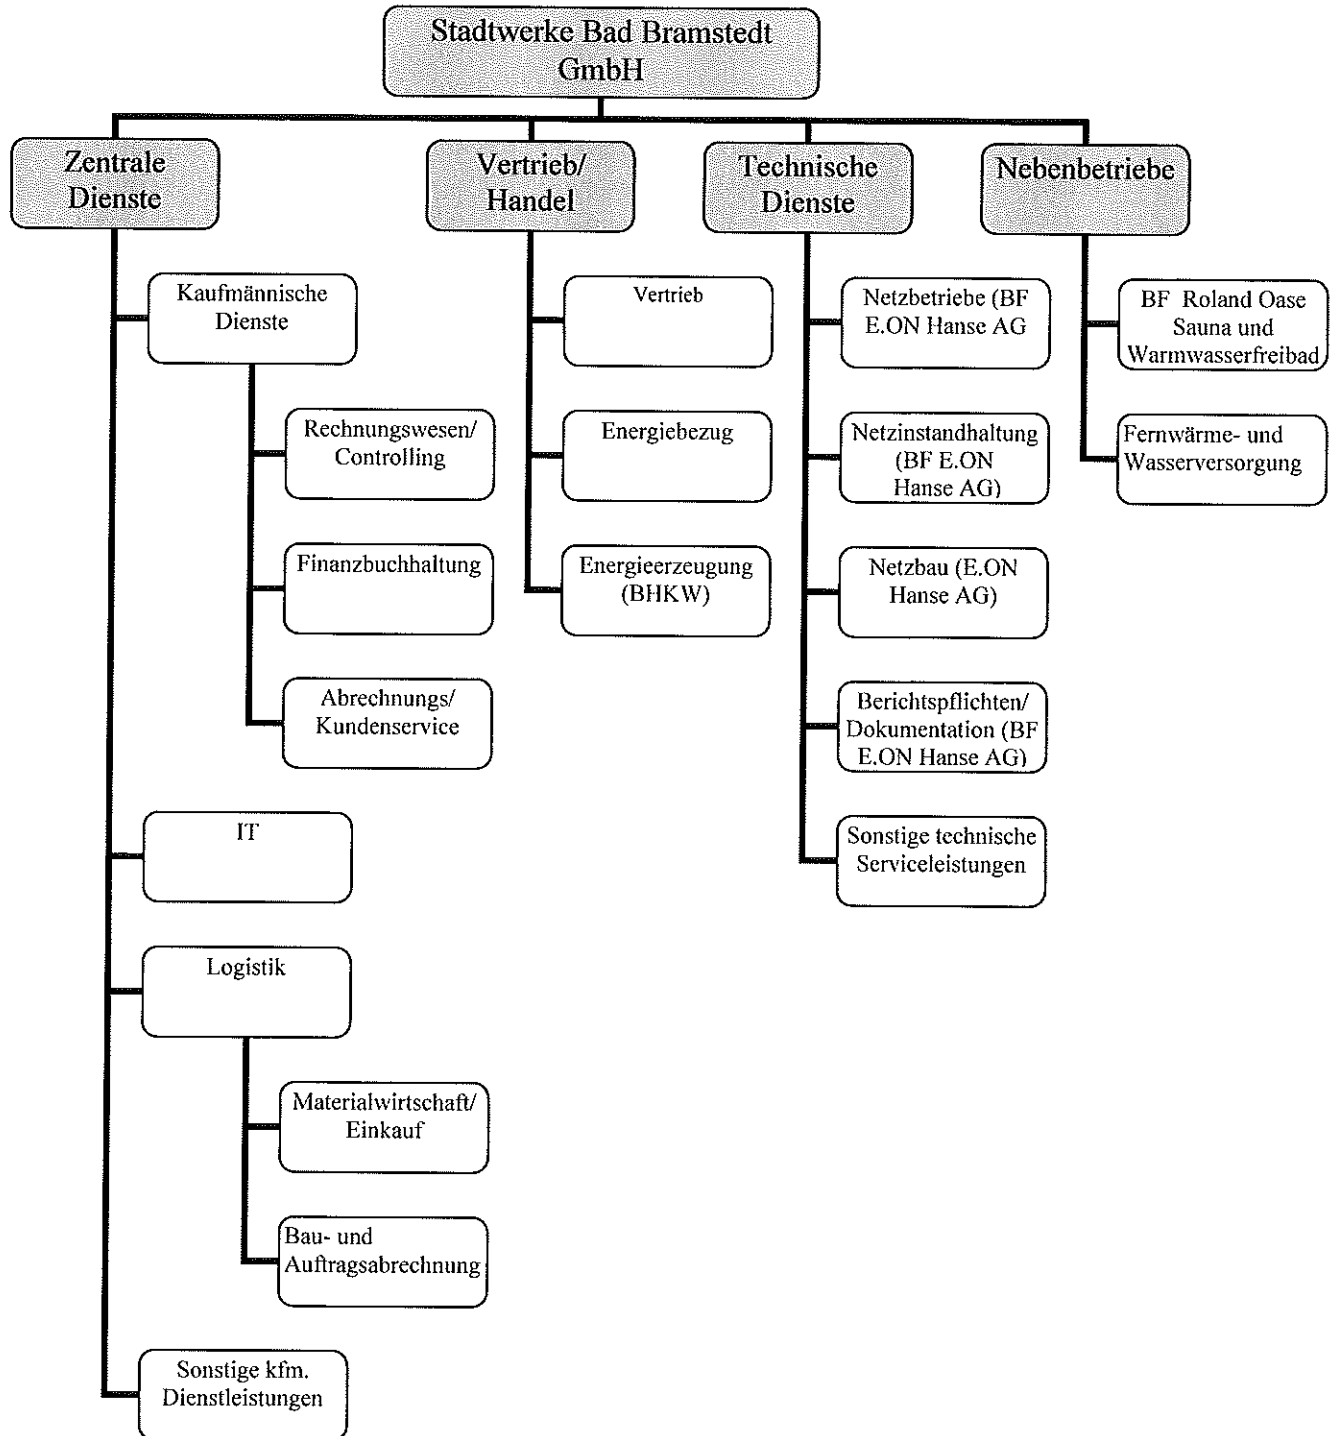 Stadtwerke Bad Bramstedt
GmbH
Zentrale
Dienste
Kaufmännische
Dienste
Rechnungswesen/
Controlling
Finanzbuchhaltung
Abrechnungs/
Kundenservice
IT
Logistik
Materialwirtschaft/
Einkauf
Bau- und
Auftragsabrechnung
Sonstige kfm.
Dienstleistungen
Vertrieb/
Handel
Vertrieb
Energiebezug
Energieerzeugung
(BHKW)
Technische
Dienste
Netzbetriebe (BF
E.ON Hanse AG
Netzinstandhaltung
(BF E.ON
Hanse AG)
Netzbau (E.ON
Hanse AG)
Berichtspflichten/
Dokumentation (BF
E.ON Hanse AG)
Sonstige technische
Serviceleistungen
Nebenbetriebe
BF Roland Oase
Sauna und
Warmwasserfreibad
Fernwärme- und
Wasserversorgung